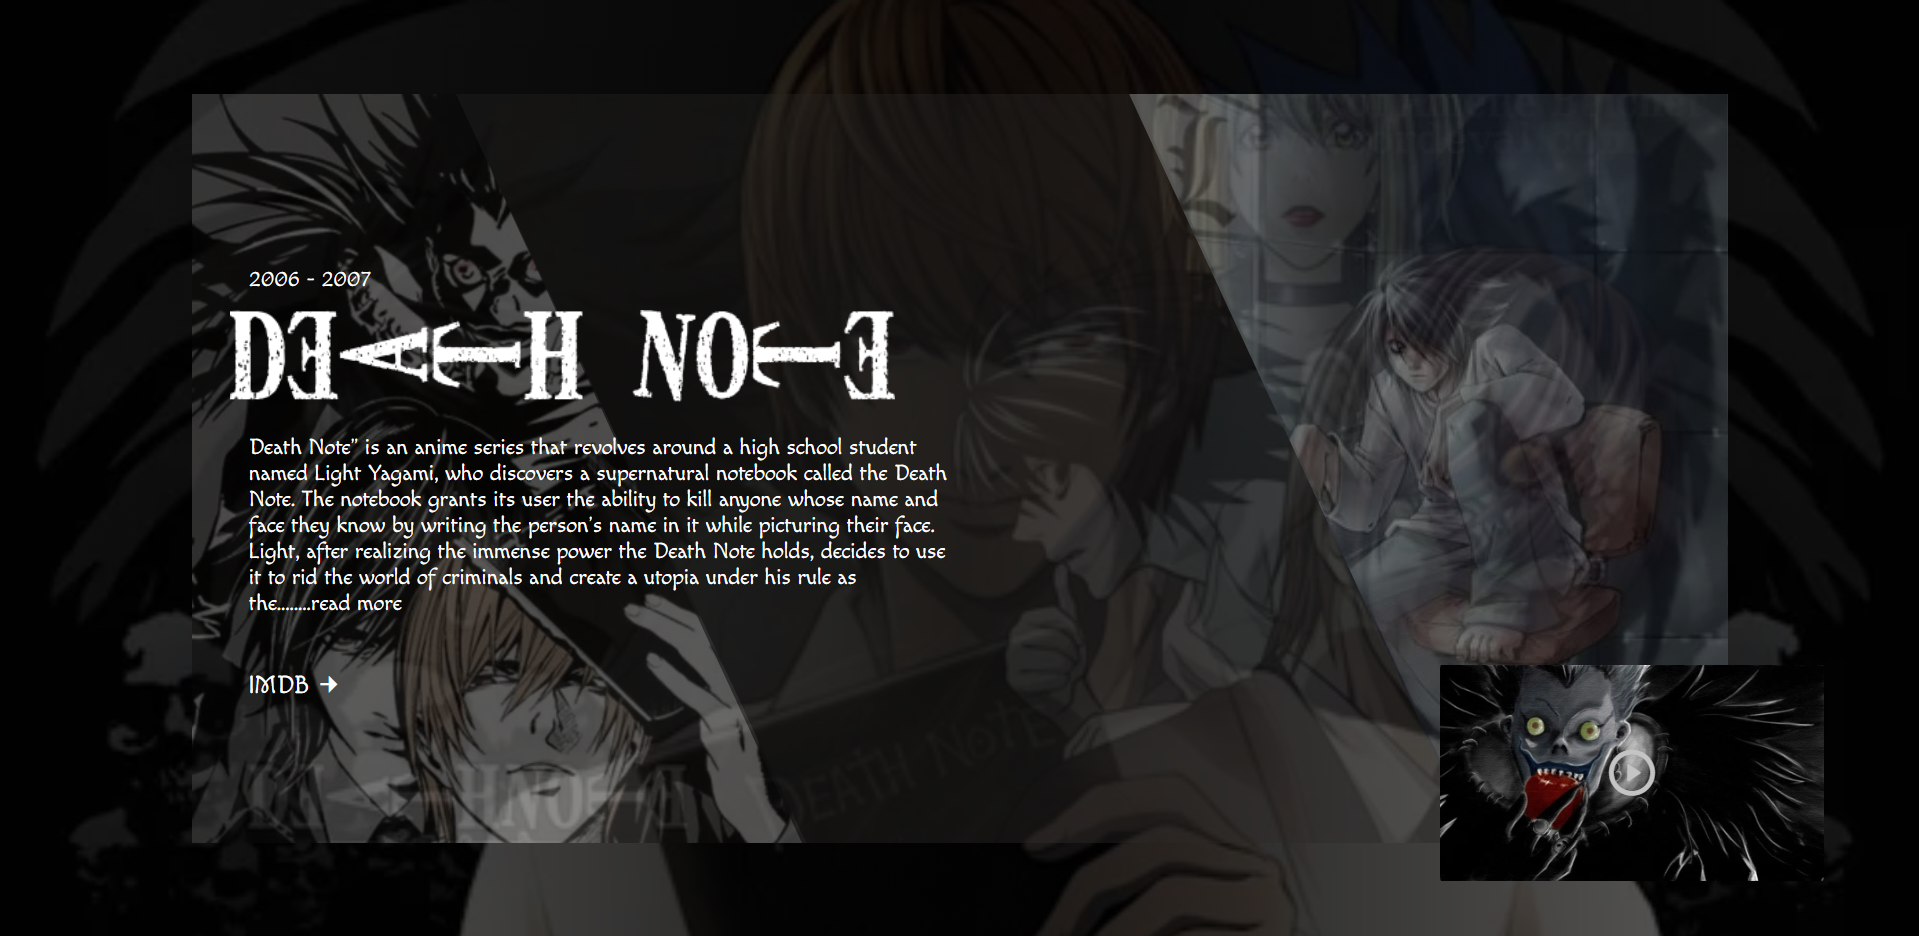 2006 - 2007
DEATH NOTE
Death Note” is an anime series that revolves around a high school student
named Light Yagami, who discovers a supernatural notebook called the Death
Note. The notebook grants its user the ability to kill anyone whose name and
face they know by writing the person's name in it while picturing their face.
Light, after realizing the immense power the Death Note holds, decides to use
it to rid the world of criminals and create a utopia under his rule as
the........read more
IMDB
DEATH NOTE
DEATHNOTE